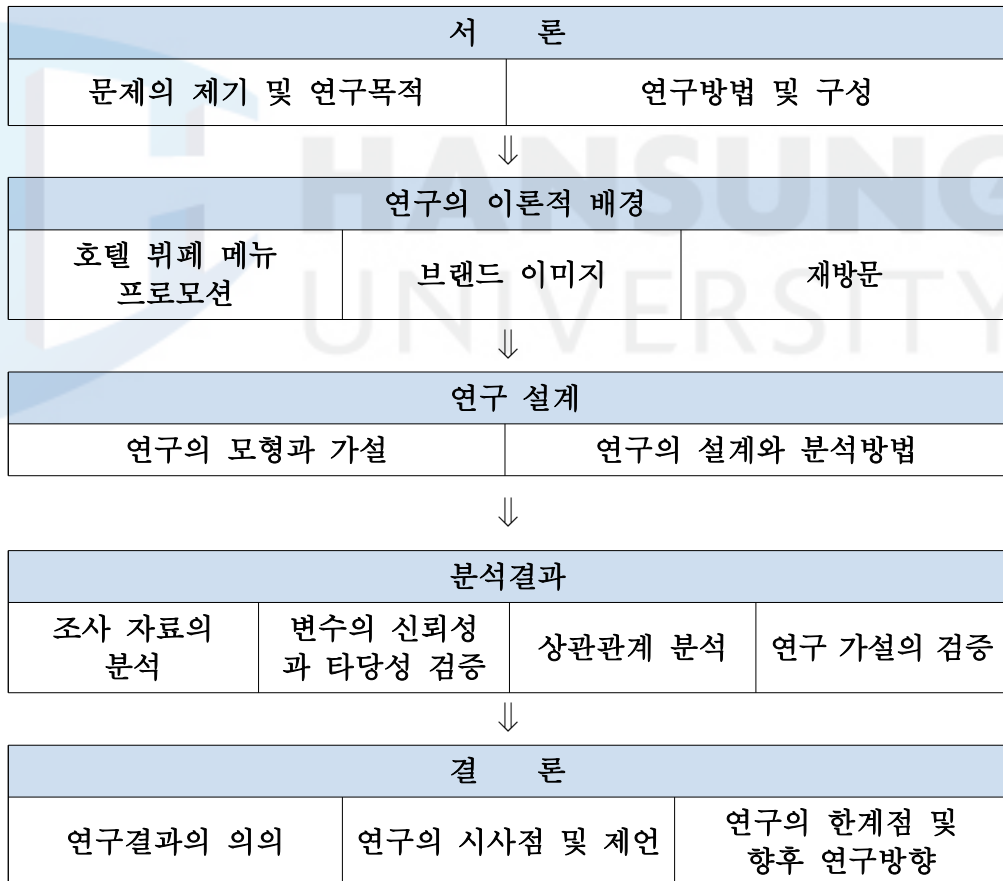 서 론
문제의 제기 및 연구목적 연구방법 및 구성
⇓
연구의 이론적 배경
호텔 뷔페 메뉴
프로모션
브랜드 이미지
재방문
⇓
연구 설계
연구의 모형과 가설 연구의 설계와 분석방법
⇓
분석결과
조사 자료의
분석
변수의 신뢰성
과 타당성 검증
상관관계 분석
연구 가설의 검증
⇓
결 론
연구결과의 의의
연구의 시사점 및 제언
연구의 한계점 및
향후 연구방향
HANSUNG
UNIVERSITY